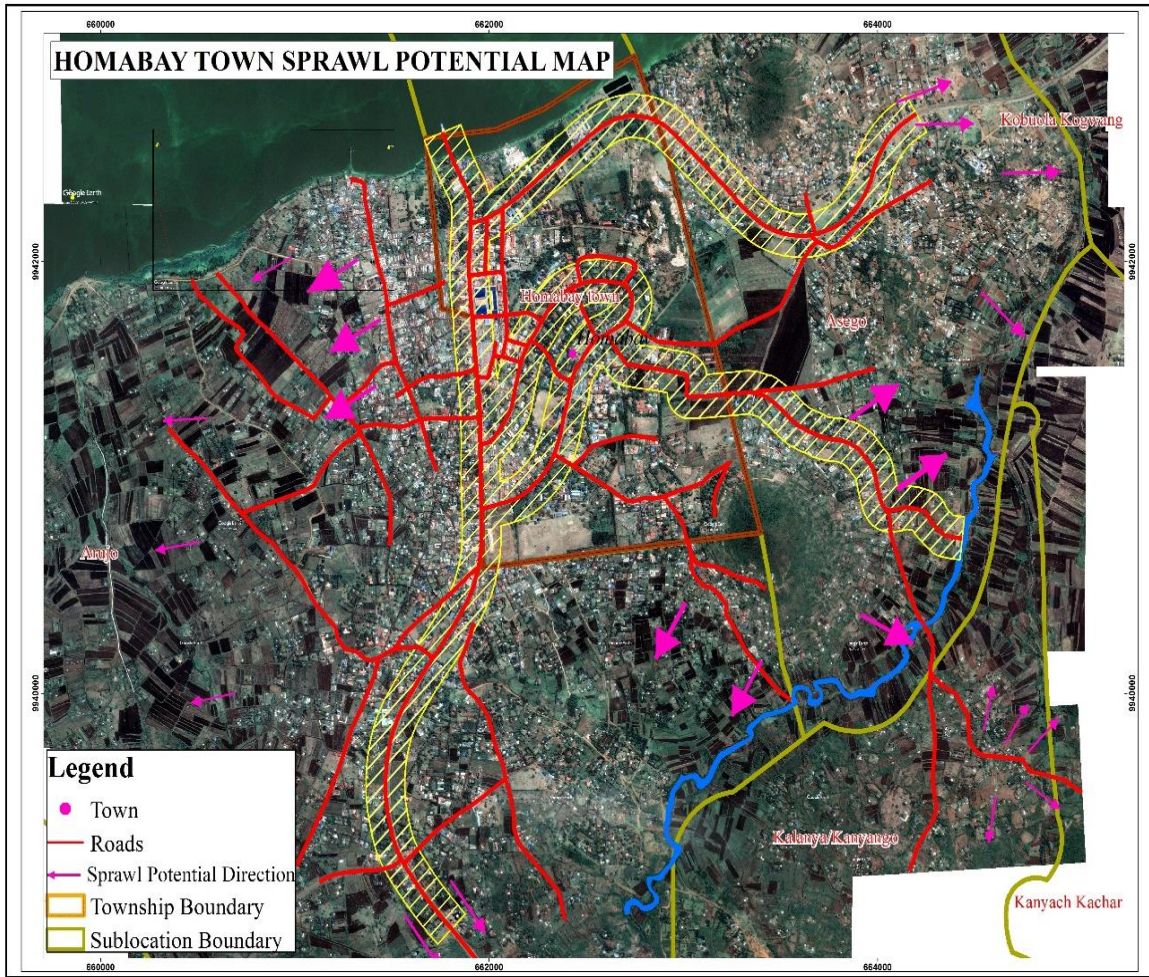 660000
662000
664000
HOMABAY TOWN SPRAWL POTENTIAL MAP
Kobuola Kogwang
Google Earth
9942000
9942000
Homabay town
Asego
Homabay
Arujo
9940000
9940000
Kalanya/Kanyango
Kanyach Kachar
Legend
Town
Roads
Sprawl Potential Direction
Township Boundary
Sublocation Boundary
660000
662000
664000